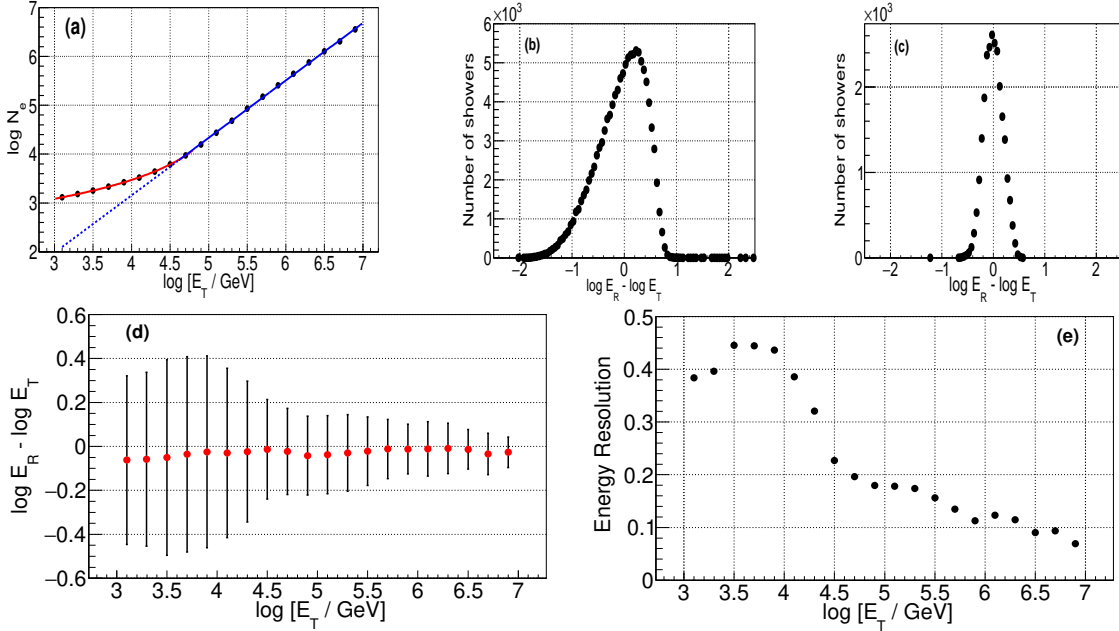 (a)
log N_e
7
6
5
4
3
2
3 3.5 4 4.5 5 5.5 6 6.5 7
log [E_T / GeV]
×10³
(b)
Number of showers
6
5
4
3
2
1
0
−2 −1 0 1 2
log E_R - log E_T
×10³
(c)
Number of showers
2
0
−2 −1 0 1 2
log E_R - log E_T
(d)
log E_R - log E_T
0.6
0.4
0.2
0
−0.2
−0.4
−0.6
3 3.5 4 4.5 5 5.5 6 6.5 7
log [E_T / GeV]
(e)
Energy Resolution
0.5
0.4
0.3
0.2
0.1
0
3 3.5 4 4.5 5 5.5 6 6.5 7
log [E_T / GeV]